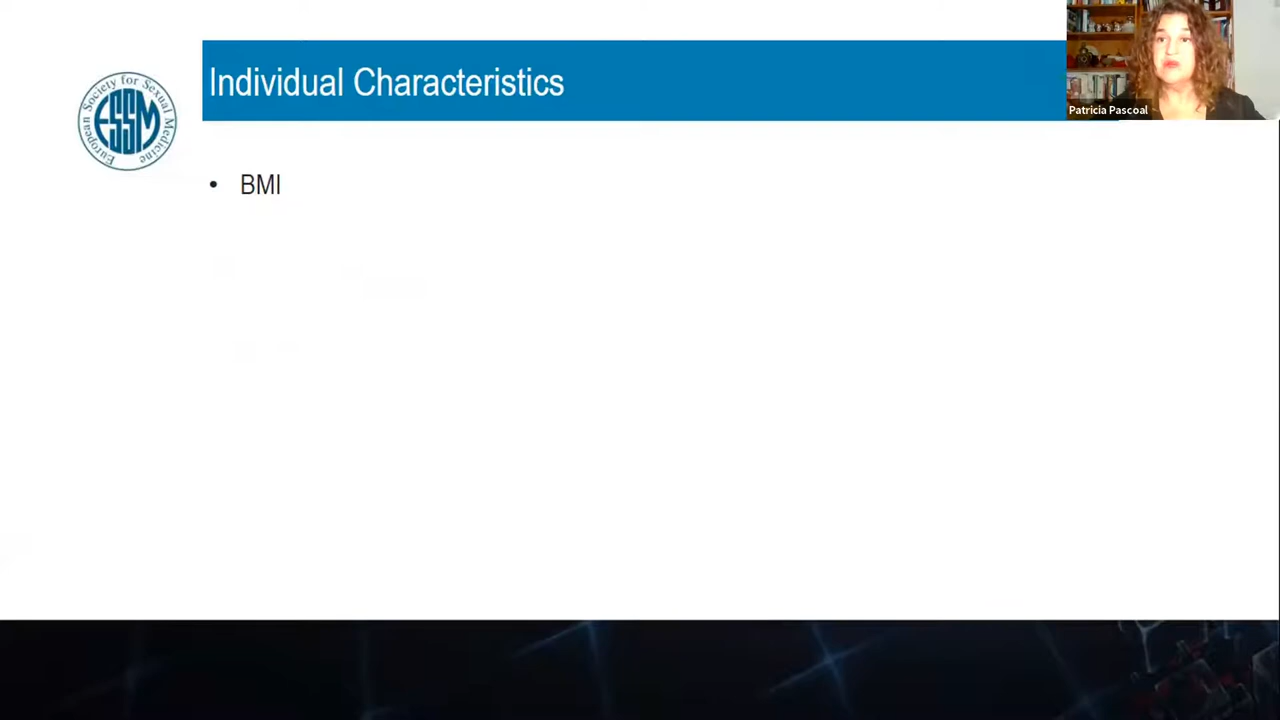 Individual Characteristics
Patricia Pascoal
European Society for Sexual Medicine
ESSM
• BMI